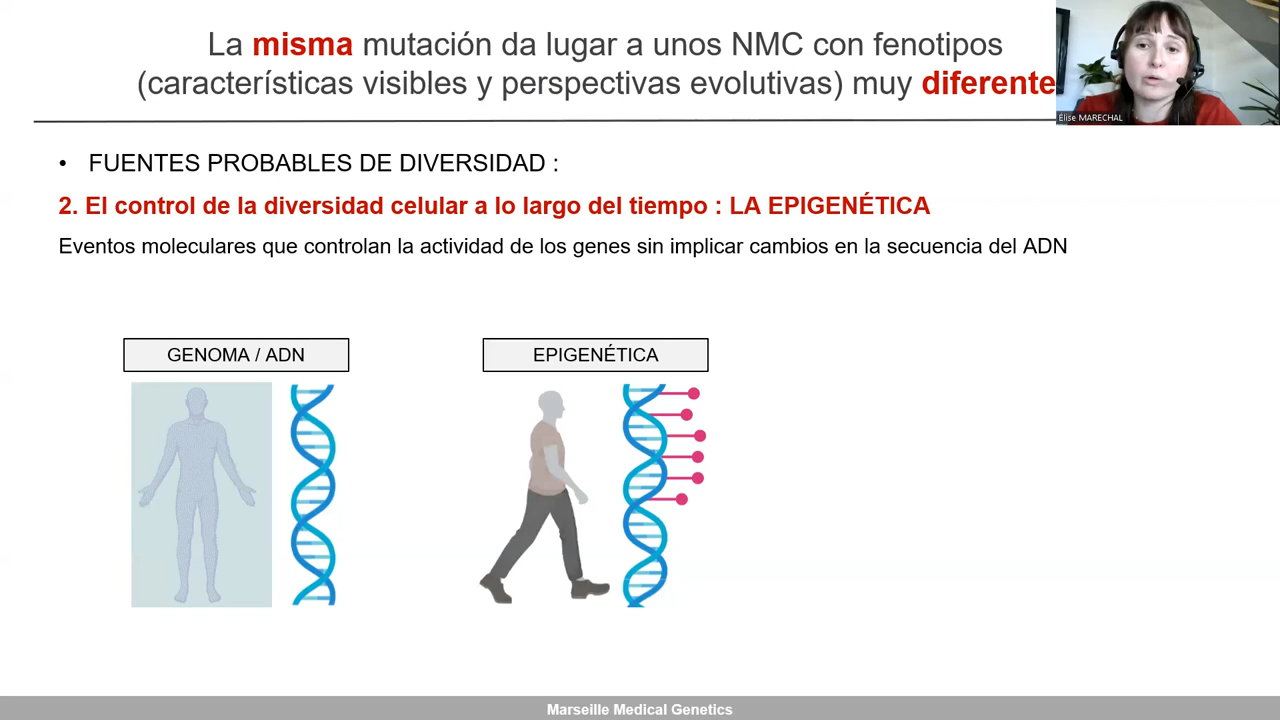 La misma mutación da lugar a unos NMC con fenotipos
(características visibles y perspectivas evolutivas) muy diferente
Élise MARECHAL
• FUENTES PROBABLES DE DIVERSIDAD :
2. El control de la diversidad celular a lo largo del tiempo : LA EPIGENÉTICA
Eventos moleculares que controlan la actividad de los genes sin implicar cambios en la secuencia del ADN
GENOMA / ADN
EPIGENÉTICA
Marseille Medical Genetics